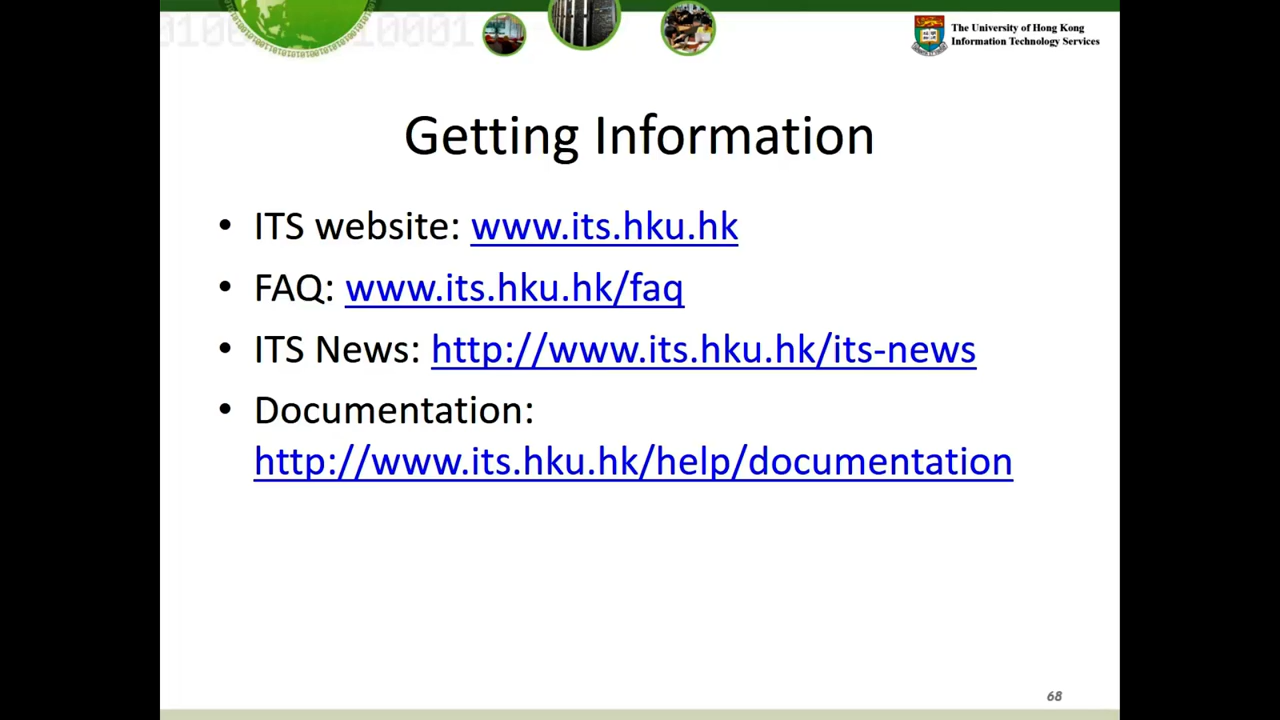 The University of Hong Kong
Information Technology Services
Getting Information
• ITS website: www.its.hku.hk
• FAQ: www.its.hku.hk/faq
• ITS News: http://www.its.hku.hk/its-news
• Documentation:
http://www.its.hku.hk/help/documentation
68